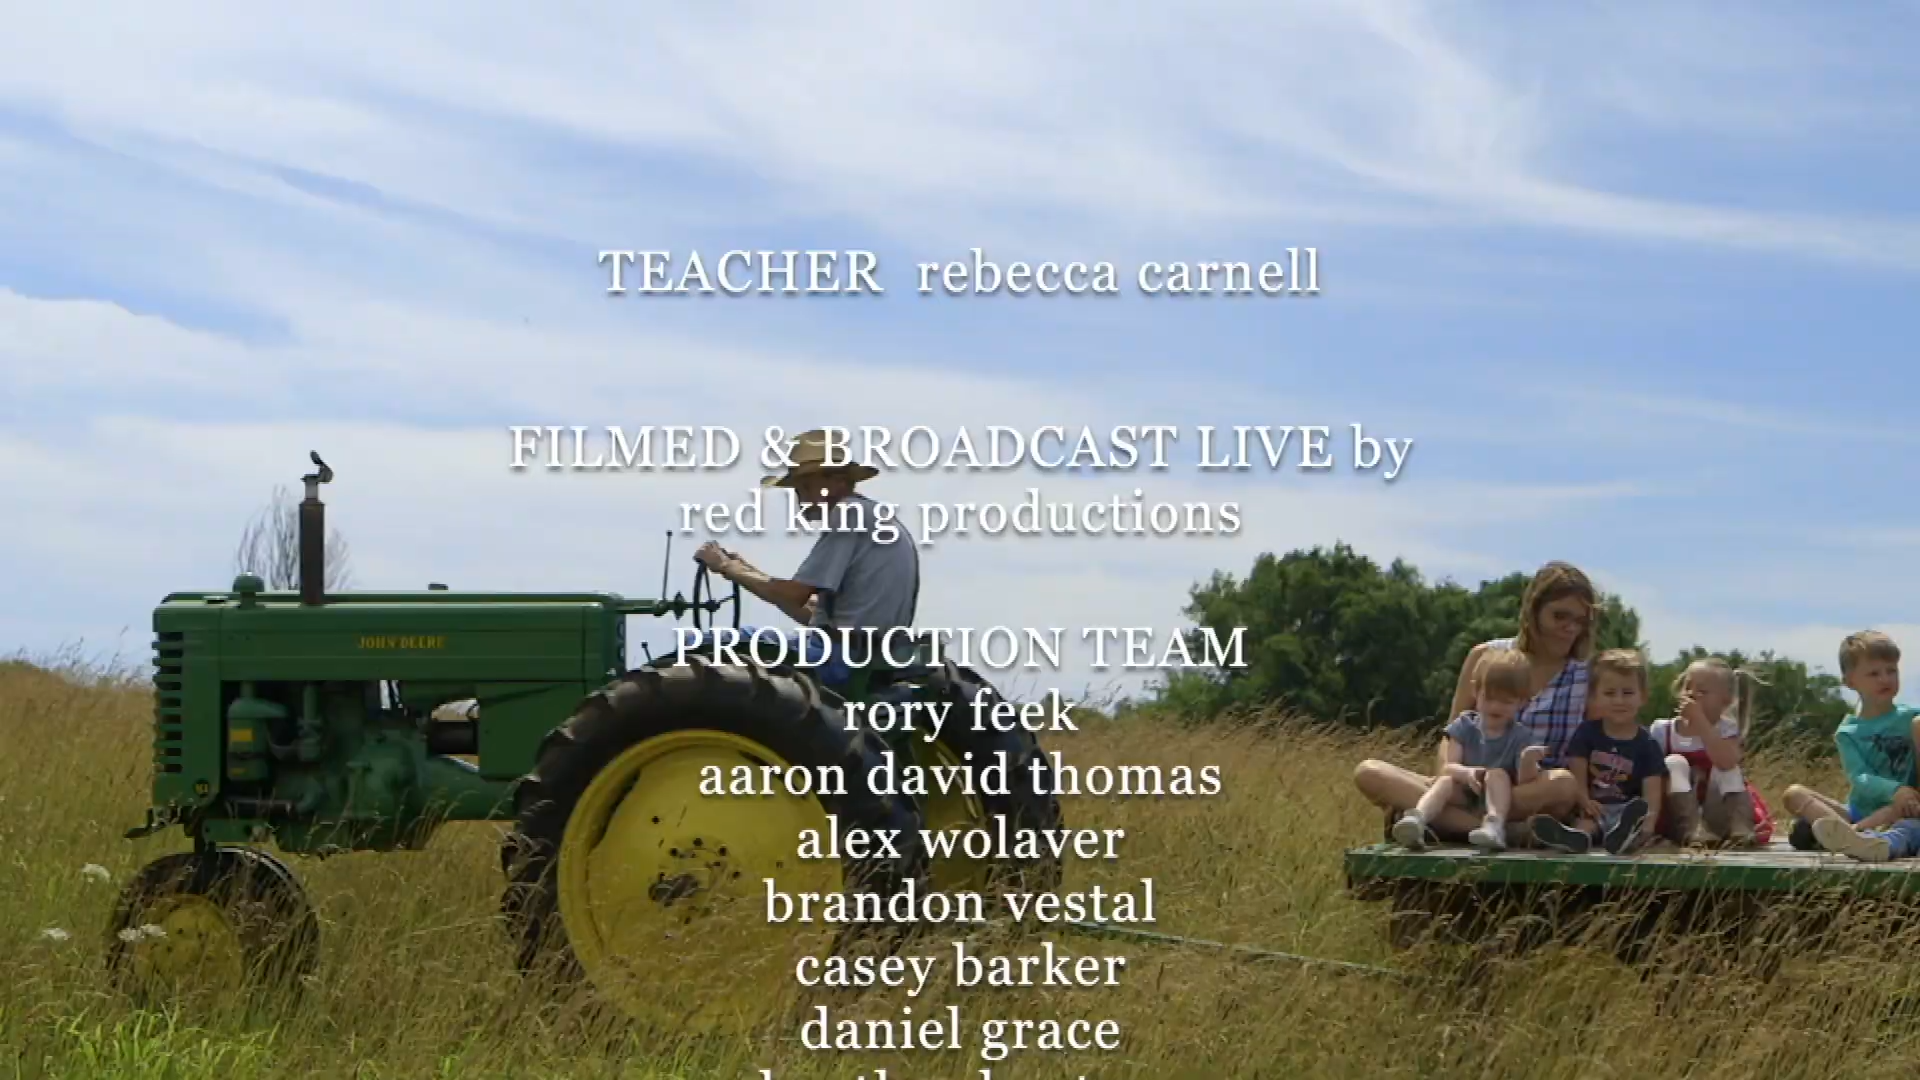 TEACHER rebecca carnell
FILMED & BROADCAST LIVE by
red king productions
JOHN DEERE
PRODUCTION TEAM
rory feek
aaron david thomas
alex wolaver
brandon vestal
casey barker
daniel grace